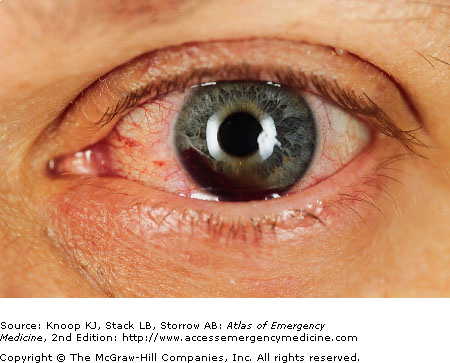 Source: Knoop KJ, Stack LB, Storrow AB: Atlas of Emergency
Medicine, 2nd Edition: http://www.accessemergencymedicine.com
Copyright © The McGraw-Hill Companies, Inc. All rights reserved.